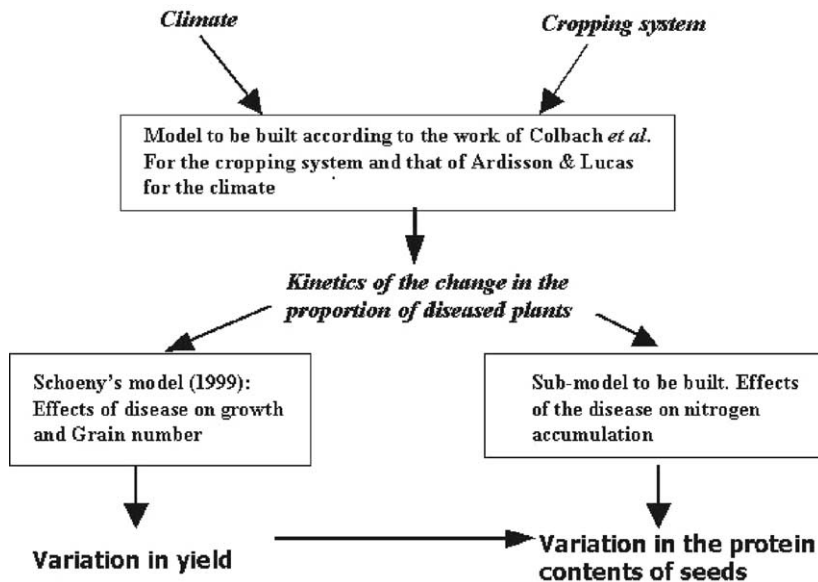 Climate
Cropping system
Model to be built according to the work of Colbach et al.
For the cropping system and that of Ardisson & Lucas
for the climate
Kinetics of the change in the
proportion of diseased plants
Schoeny's model (1999):
Effects of disease on growth
and Grain number
Sub-model to be built. Effects
of the disease on nitrogen
accumulation
Variation in yield
Variation in the protein
contents of seeds